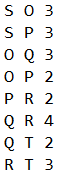 S O 3
S P 3
O Q 3
O P 2
P R 2
Q R 4
Q T 2
R T 3